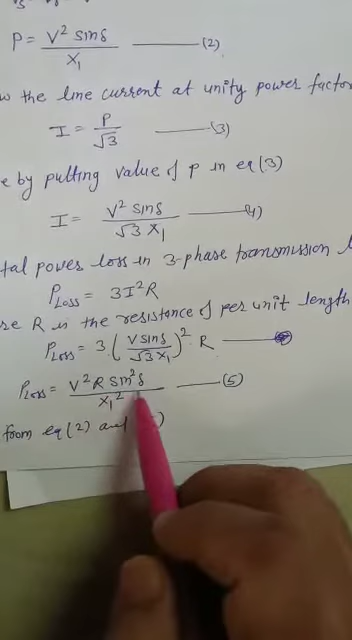 P = V² sinδ / X₁ ——— (2)
the line current at unity power factor
I = P / √3 ——— (3)
by putting value of P in eq (3)
I = V² sinδ / √3 X₁ ——— 4)
power loss in 3-phase transmission
P_Loss = 3I²R
R is the resistance of per unit length
P_Loss = 3 (V sinδ / √3 X₁)² R ———
P_Loss = V² R sin²δ / X₁² ——— (5)
from eq (2) and )